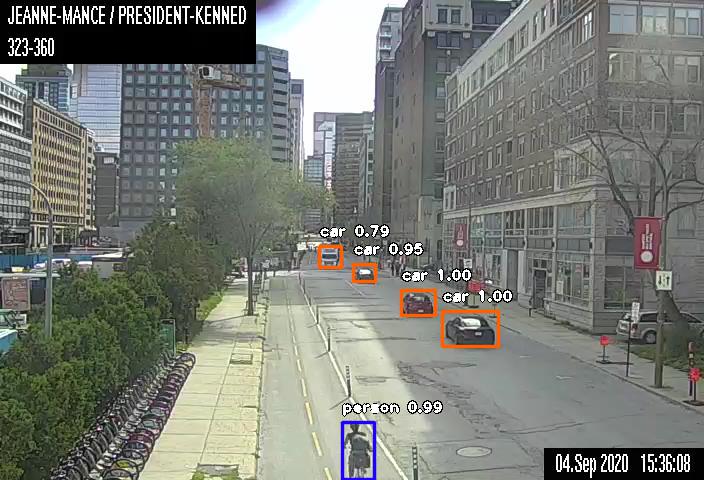 JEANNE-MANCE / PRESIDENT-KENNED
323-360
car 0.79
car 0.95
car 1.00
car 1.00
person 0.99
04.Sep 2020 15:36:08